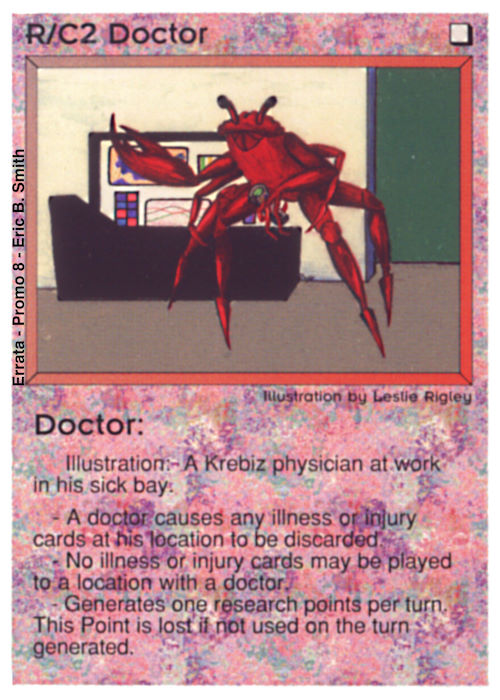 R/C2 Doctor
Errata - Promo 8 - Eric B. Smith
Illustration by Leslie Rigley
Doctor:
Illustration:- A Krebiz physician at work
in his sick bay.
- A doctor causes any illness or injury
cards at his location to be discarded.
- No illness or injury cards may be played
to a location with a doctor.
- Generates one research points per turn.
This Point is lost if not used on the turn
generated.